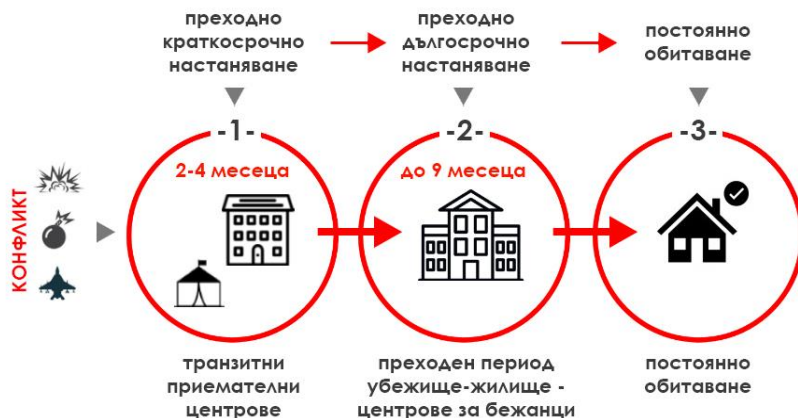 преходно
краткосрочно
настаняване
преходно
дългосрочно
настаняване
постоянно
обитаване
-1-
-2-
-3-
2-4 месеца
до 9 месеца
КОНФЛИКТ
транзитни
приемателни
центрове
преходен период
убежище-жилище -
центрове за бежанци
постоянно
обитаване